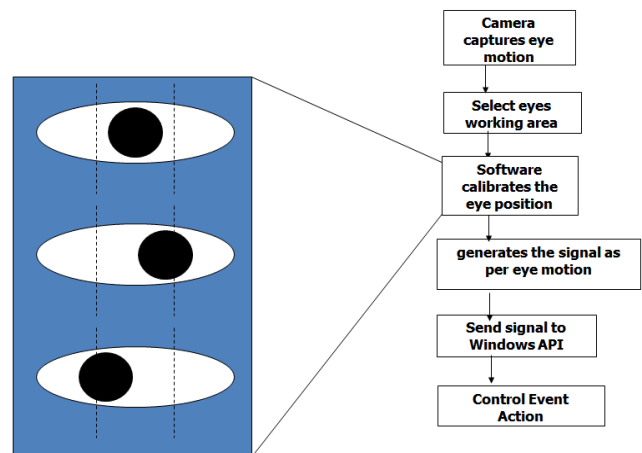 Camera
captures eye
motion
Select eyes
working area
Software
calibrates the
eye position
generates the signal as
per eye motion
Send signal to
Windows API
Control Event
Action